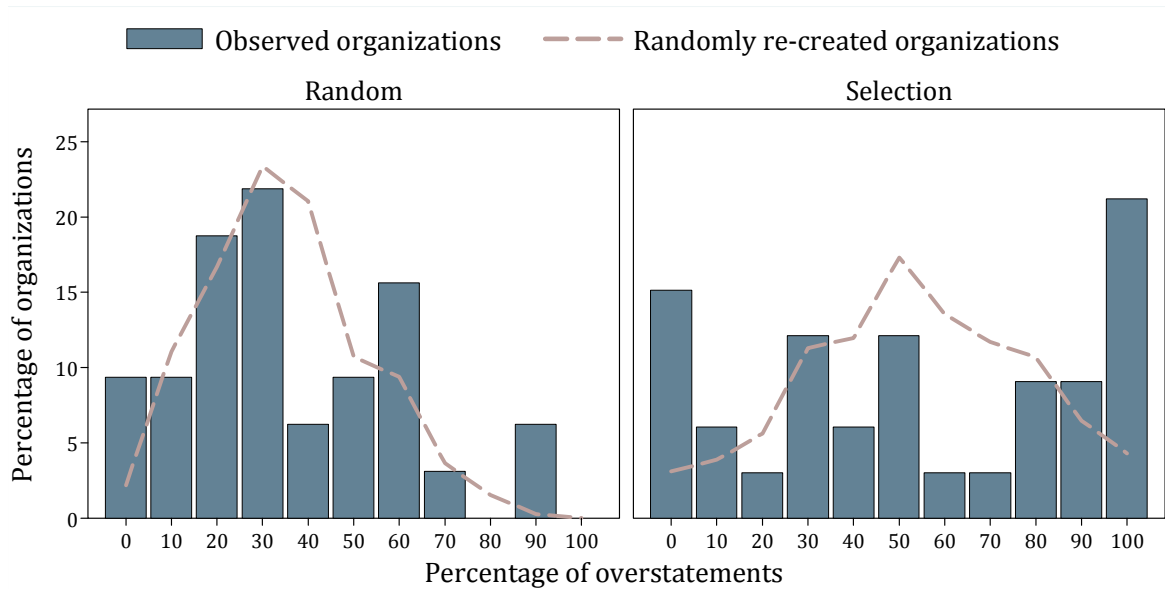 Observed organizations
Randomly re-created organizations
Random
Selection
Percentage of organizations
25
20
15
10
5
0
0 10 20 30 40 50 60 70 80 90 100
0 10 20 30 40 50 60 70 80 90 100
Percentage of overstatements